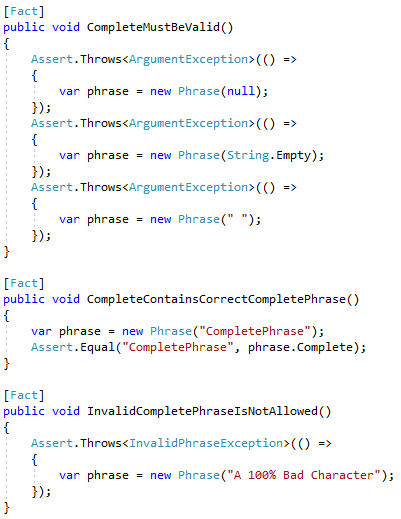 [Fact]
public void CompleteMustBeValid()
{
    Assert.Throws<ArgumentException>(() =>
    {
        var phrase = new Phrase(null);
    });
    Assert.Throws<ArgumentException>(() =>
    {
        var phrase = new Phrase(String.Empty);
    });
    Assert.Throws<ArgumentException>(() =>
    {
        var phrase = new Phrase(" ");
    });
}

[Fact]
public void CompleteContainsCorrectCompletePhrase()
{
    var phrase = new Phrase("CompletePhrase");
    Assert.Equal("CompletePhrase", phrase.Complete);
}

[Fact]
public void InvalidCompletePhraseIsNotAllowed()
{
    Assert.Throws<InvalidPhraseException>(() =>
    {
        var phrase = new Phrase("A 100% Bad Character");
    });
}